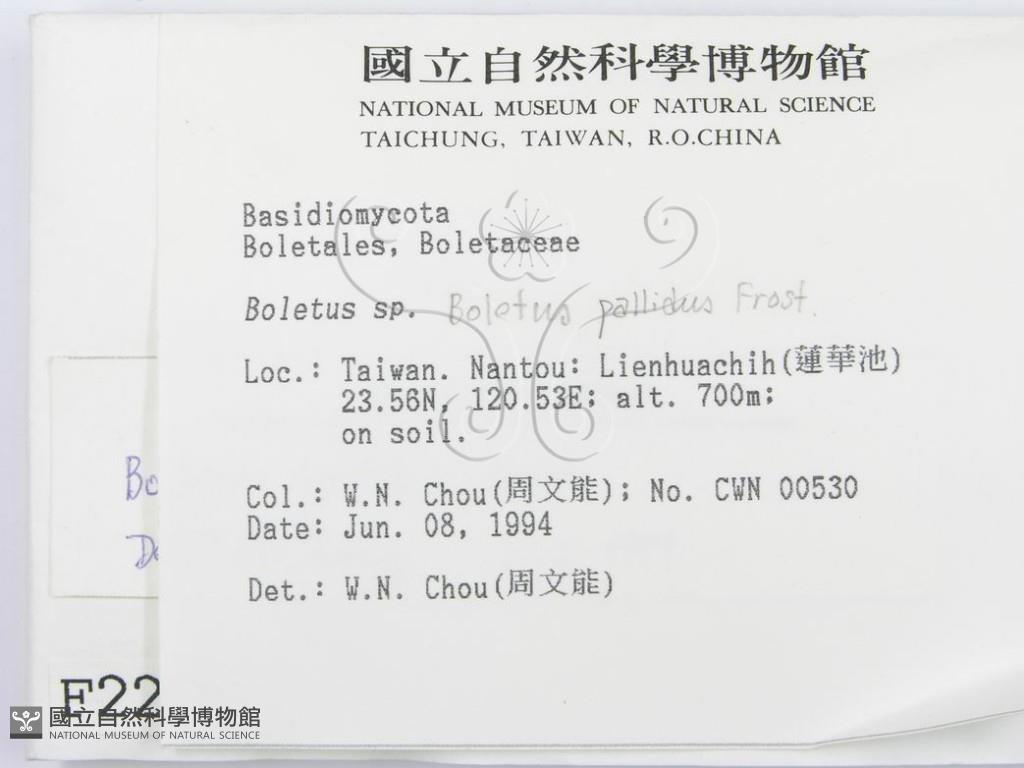 國立自然科學博物館
NATIONAL MUSEUM OF NATURAL SCIENCE
TAICHUNG, TAIWAN, R.O.CHINA
Basidiomycota
Boletales, Boletaceae
Boletus sp. Boletus pallidus Frost.
Loc.: Taiwan. Nantou: Lienhuachih(蓮華池)
23.56N, 120.53E; alt. 700m;
on soil.
Col.: W.N. Chou(周文能); No. CWN 00530
Date: Jun. 08, 1994
Det.: W.N. Chou(周文能)
Bo
De
F22
國立自然科學博物館
NATIONAL MUSEUM OF NATURAL SCIENCE